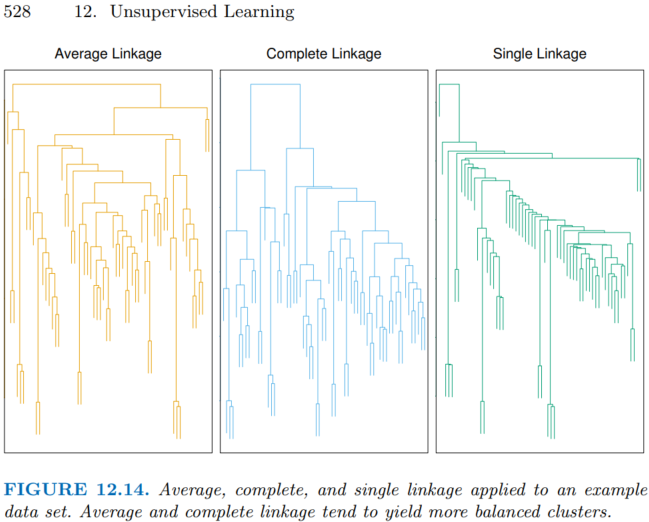 528 12. Unsupervised Learning
Average Linkage Complete Linkage Single Linkage
FIGURE 12.14. Average, complete, and single linkage applied to an example
data set. Average and complete linkage tend to yield more balanced clusters.